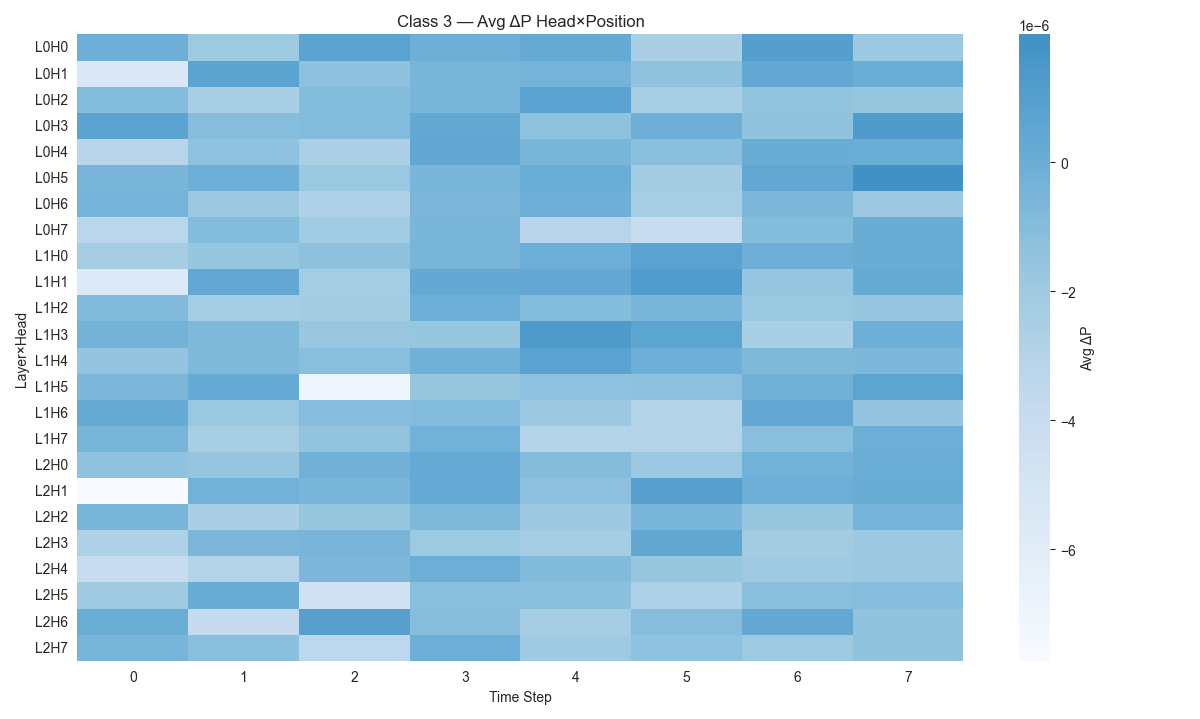 Class 3 — Avg ΔP Head×Position
1e−6
L0H0
L0H1
L0H2
L0H3
L0H4
L0H5
L0H6
L0H7
L1H0
L1H1
L1H2
L1H3
L1H4
L1H5
L1H6
L1H7
L2H0
L2H1
L2H2
L2H3
L2H4
L2H5
L2H6
L2H7
Layer×Head
0 1 2 3 4 5 6 7
Time Step
0
−2
−4
−6
Avg ΔP